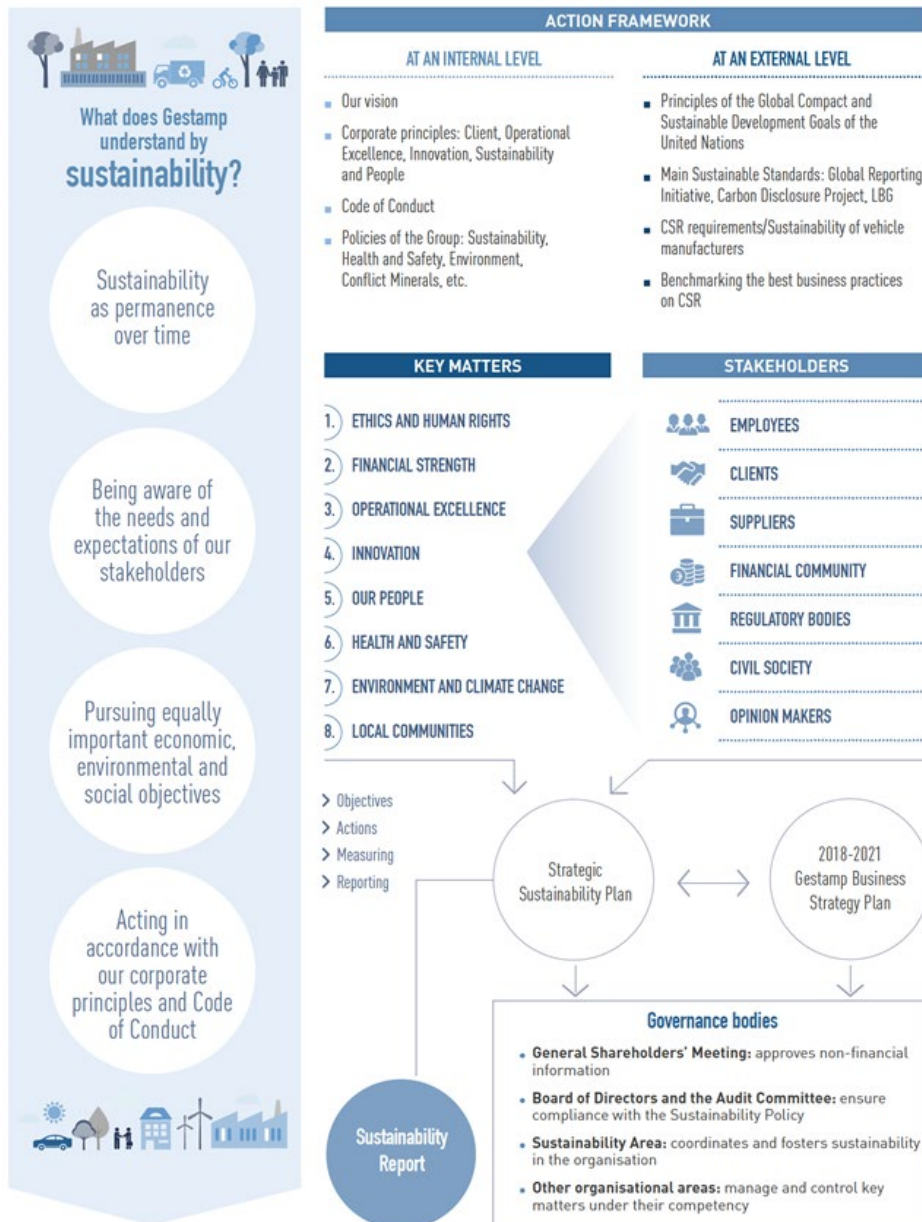 What does Gestamp
understand by
sustainability?
Sustainability
as permanence
over time
Being aware of
the needs and
expectations of our
stakeholders
Pursuing equally
important economic,
environmental and
social objectives
Acting in
accordance with
our corporate
principles and Code
of Conduct
ACTION FRAMEWORK
AT AN INTERNAL LEVEL
Our vision
Corporate principles: Client, Operational
Excellence, Innovation, Sustainability
and People
Code of Conduct
Policies of the Group: Sustainability,
Health and Safety, Environment,
Conflict Minerals, etc.
AT AN EXTERNAL LEVEL
Principles of the Global Compact and
Sustainable Development Goals of the
United Nations
Main Sustainable Standards: Global Reporting
Initiative, Carbon Disclosure Project, LBG
CSR requirements/Sustainability of vehicle
manufacturers
Benchmarking the best business practices
on CSR
KEY MATTERS
1. ETHICS AND HUMAN RIGHTS
2. FINANCIAL STRENGTH
3. OPERATIONAL EXCELLENCE
4. INNOVATION
5. OUR PEOPLE
6. HEALTH AND SAFETY
7. ENVIRONMENT AND CLIMATE CHANGE
8. LOCAL COMMUNITIES
STAKEHOLDERS
EMPLOYEES
CLIENTS
SUPPLIERS
FINANCIAL COMMUNITY
REGULATORY BODIES
CIVIL SOCIETY
OPINION MAKERS
> Objectives
> Actions
> Measuring
> Reporting
Strategic
Sustainability Plan
2018-2021
Gestamp Business
Strategy Plan
Sustainability
Report
Governance bodies
• General Shareholders' Meeting: approves non-financial
information
• Board of Directors and the Audit Committee: ensure
compliance with the Sustainability Policy
• Sustainability Area: coordinates and fosters sustainability
in the organisation
• Other organisational areas: manage and control key
matters under their competency